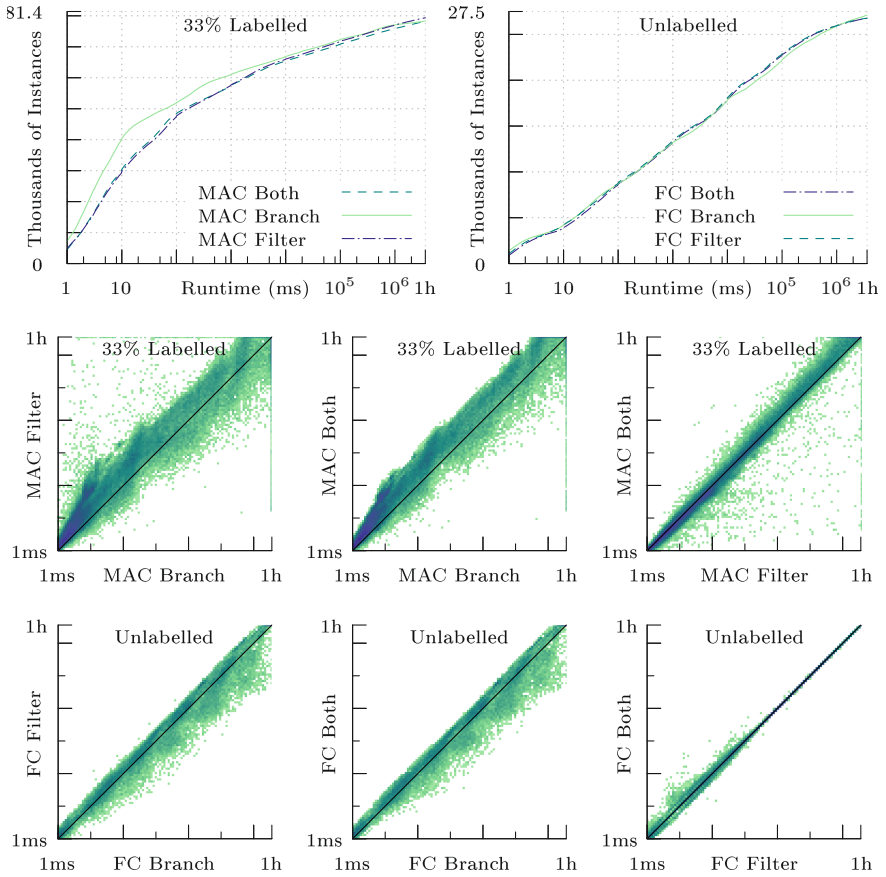 81.4
33% Labelled
Thousands of Instances
MAC Both
MAC Branch
MAC Filter
0
1
10
Runtime (ms)
10^5
10^6
1h
27.5
Unlabelled
Thousands of Instances
FC Both
FC Branch
FC Filter
0
1
10
Runtime (ms)
10^5
10^6
1h
1h
33% Labelled
MAC Filter
1ms
1ms
MAC Branch
1h
1h
33% Labelled
MAC Both
1ms
1ms
MAC Branch
1h
1h
33% Labelled
MAC Both
1ms
1ms
MAC Filter
1h
1h
Unlabelled
FC Filter
1ms
1ms
FC Branch
1h
1h
Unlabelled
FC Both
1ms
1ms
FC Branch
1h
1h
Unlabelled
FC Both
1ms
1ms
FC Filter
1h